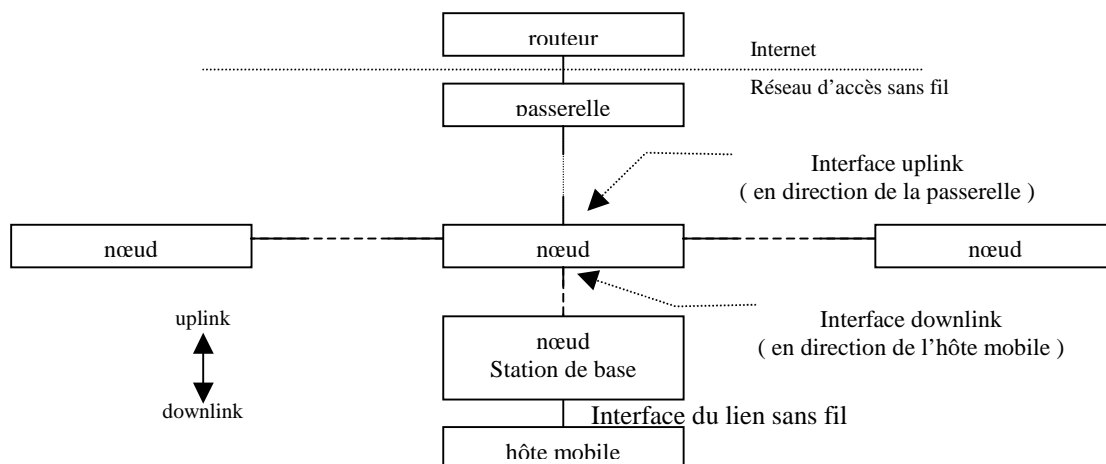 routeur
Internet
Réseau d'accès sans fil
passerelle
Interface uplink
( en direction de la passerelle )
nœud
nœud
nœud
uplink
Interface downlink
( en direction de l'hôte mobile )
nœud
Station de base
downlink
Interface du lien sans fil
hôte mobile